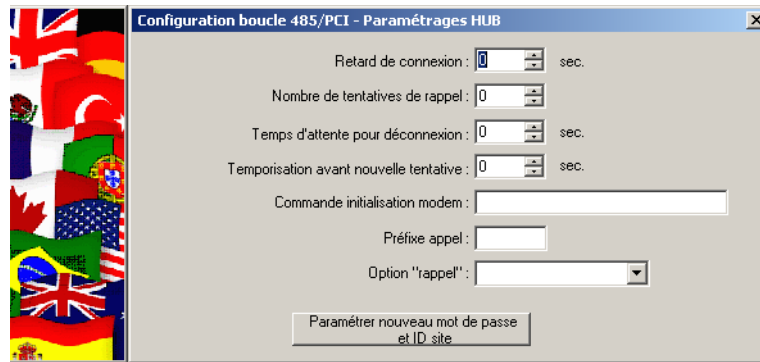 Configuration boucle 485/PCI - Paramétrages HUB
Retard de connexion : 0 sec.
Nombre de tentatives de rappel : 0
Temps d'attente pour déconnexion : 0 sec.
Temporisation avant nouvelle tentative : 0 sec.
Commande initialisation modem :
Préfixe appel :
Option "rappel" :
Paramétrer nouveau mot de passe
et ID site